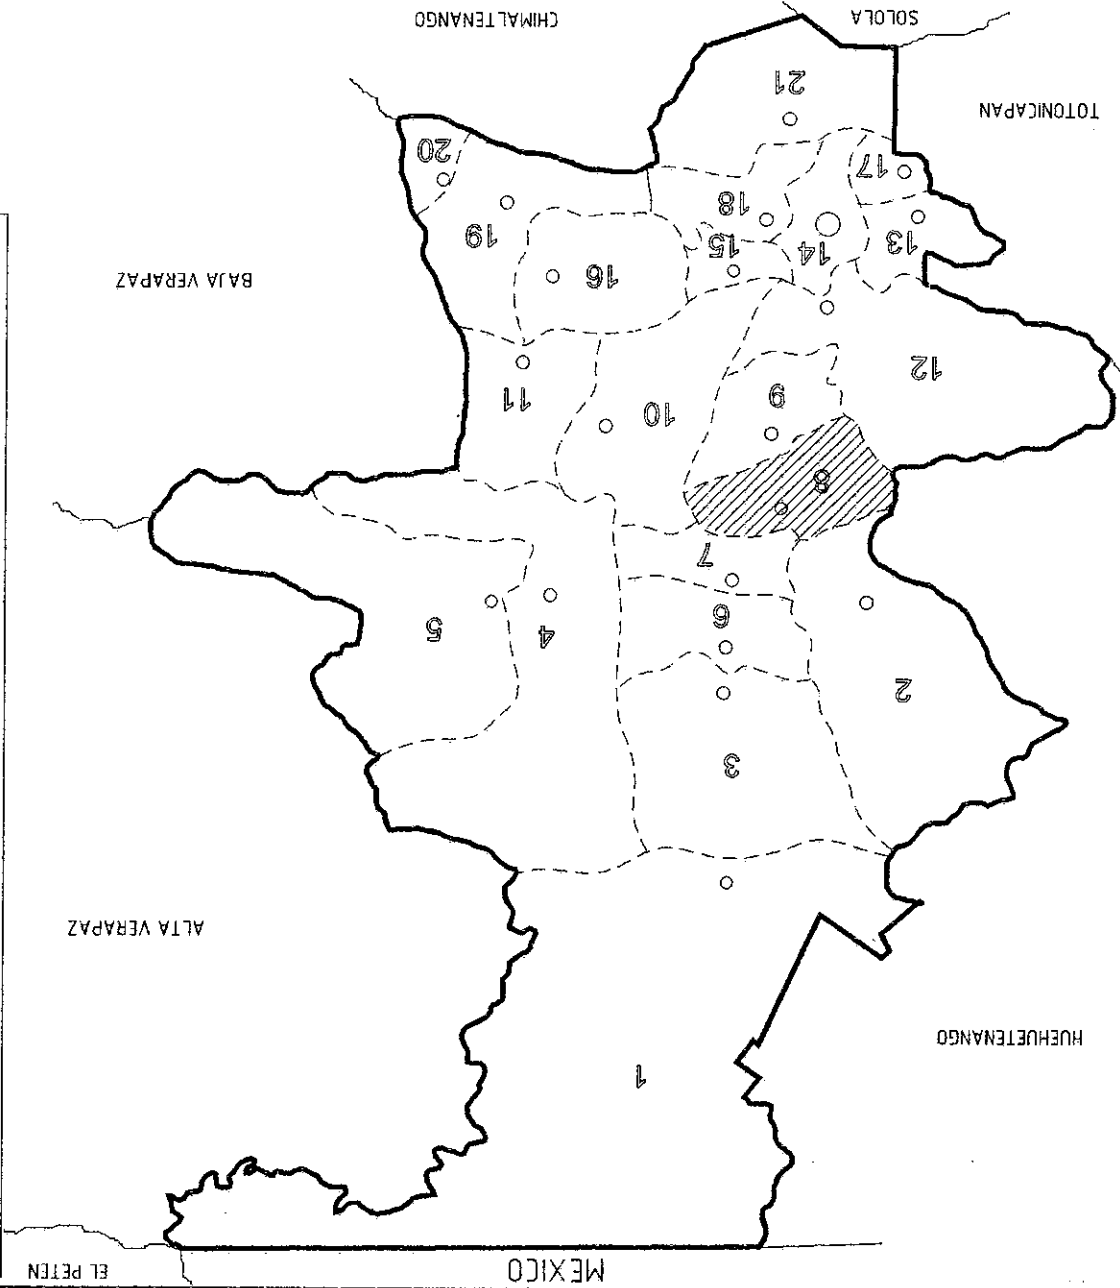 MEXICO
EL PETEN
1
HUEHUETENANGO
ALTA VERAPAZ
3
2
4
5
6
7
8
9
10
11
12
BAJA VERAPAZ
13
14
15
16
19
18
17
20
TOTONICAPAN
21
SOLOLA
CHIMALTENANGO